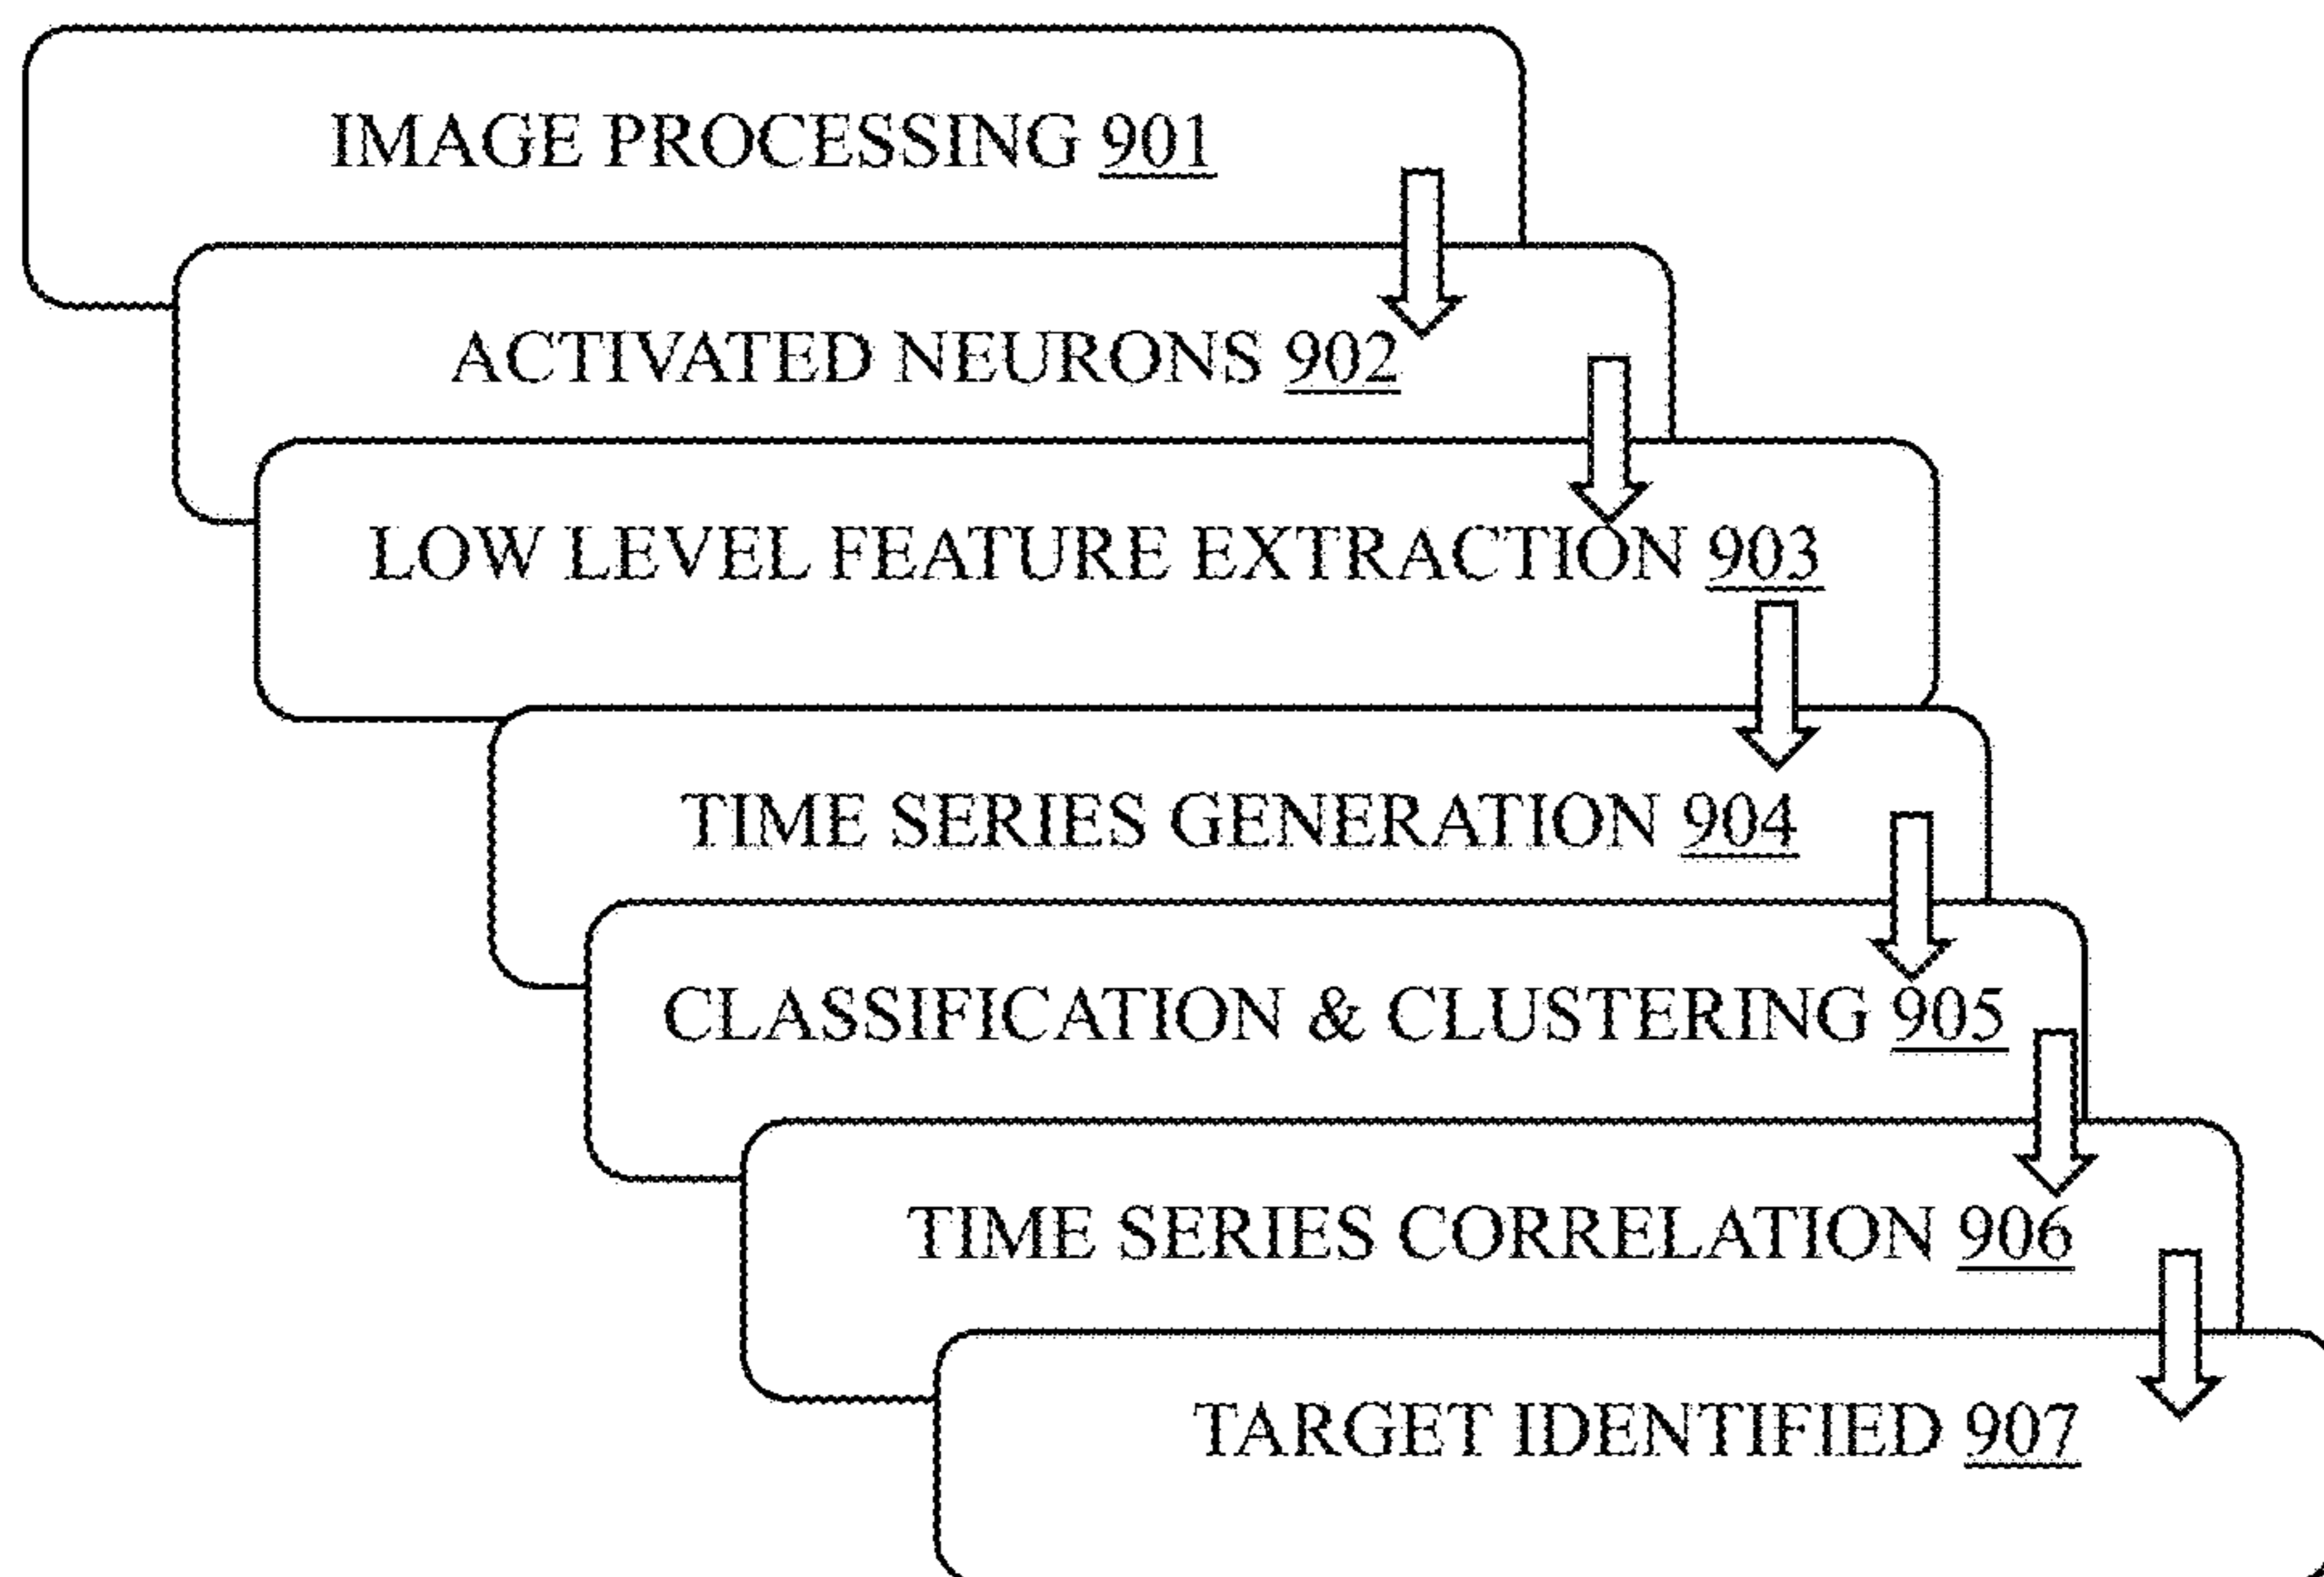 IMAGE PROCESSING 901
ACTIVATED NEURONS 902
LOW LEVEL FEATURE EXTRACTION 903
TIME SERIES GENERATION 904
CLASSIFICATION & CLUSTERING 905
TIME SERIES CORRELATION 906
TARGET IDENTIFIED 907